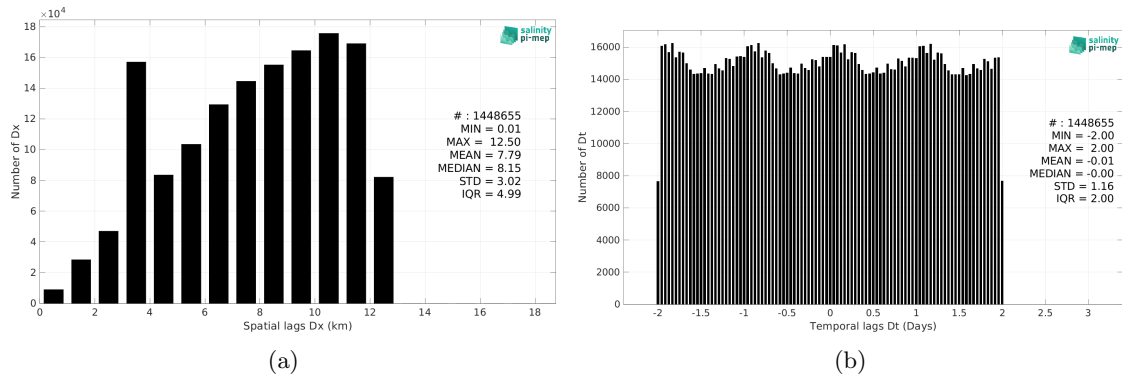 ×10⁴
18
16
14
12
10
8
6
4
2
0
Number of Dx
salinity
pi-mep
# : 1448655
MIN = 0.01
MAX = 12.50
MEAN = 7.79
MEDIAN = 8.15
STD = 3.02
IQR = 4.99
0 2 4 6 8 10 12 14 16 18
Spatial lags Dx (km)
(a)
16000
14000
12000
10000
8000
6000
4000
2000
0
Number of Dt
salinity
pi-mep
# : 1448655
MIN = -2.00
MAX = 2.00
MEAN = -0.01
MEDIAN = -0.00
STD = 1.16
IQR = 2.00
-2 -1.5 -1 -0.5 0 0.5 1 1.5 2 2.5 3
Temporal lags Dt (Days)
(b)